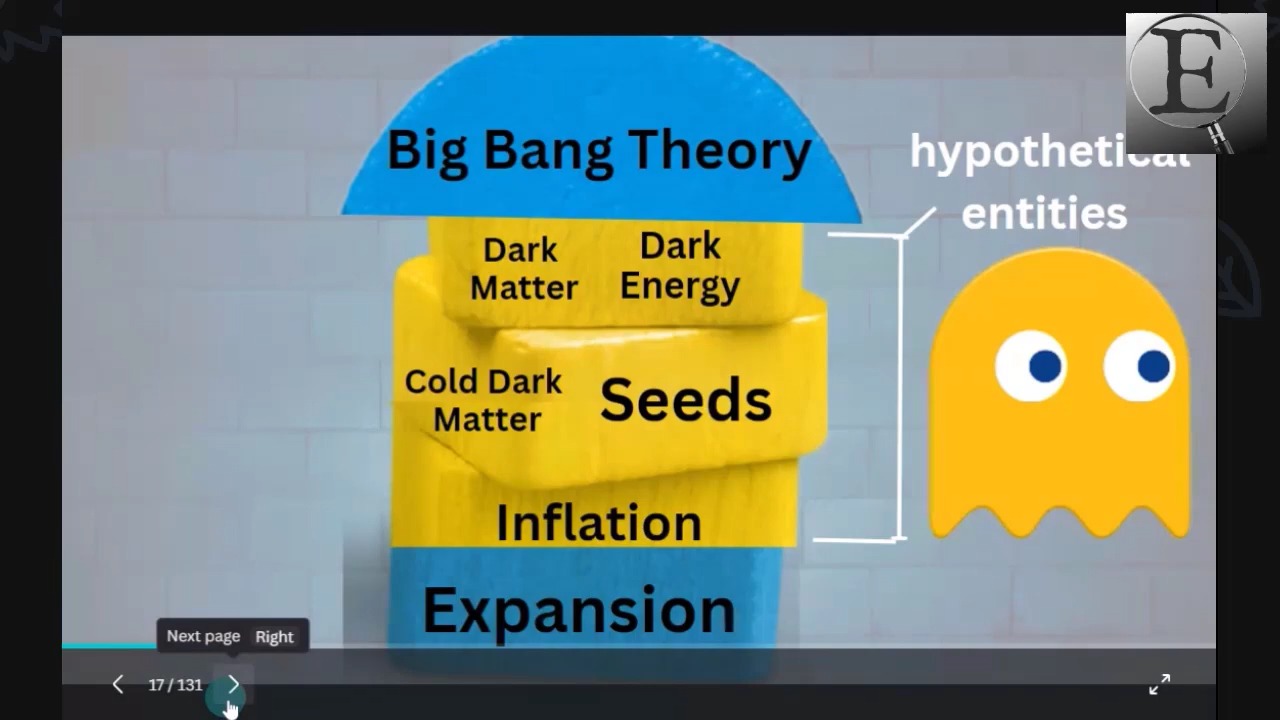 E
Big Bang Theory
hypothetical
entities
Dark
Matter
Dark
Energy
Cold Dark
Matter
Seeds
Inflation
Expansion
Next page Right
17 / 131